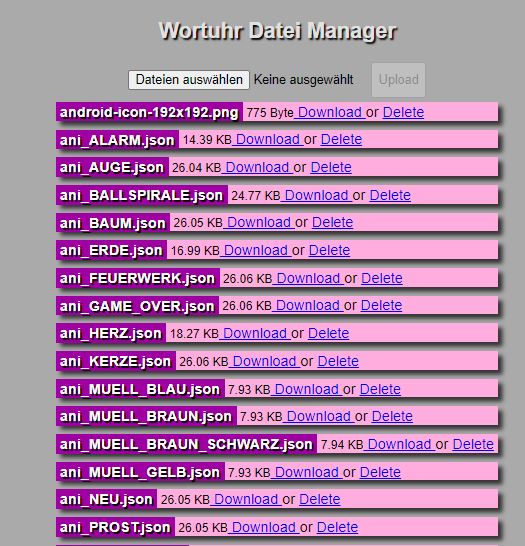 Wortuhr Datei Manager
Dateien auswählen Keine ausgewählt Upload
android-icon-192x192.png 775 Byte Download or Delete
ani_ALARM.json 14.39 KB Download or Delete
ani_AUGE.json 26.04 KB Download or Delete
ani_BALLSPIRALE.json 24.77 KB Download or Delete
ani_BAUM.json 26.05 KB Download or Delete
ani_ERDE.json 16.99 KB Download or Delete
ani_FEUERWERK.json 26.06 KB Download or Delete
ani_GAME_OVER.json 26.06 KB Download or Delete
ani_HERZ.json 18.27 KB Download or Delete
ani_KERZE.json 26.06 KB Download or Delete
ani_MUELL_BLAU.json 7.93 KB Download or Delete
ani_MUELL_BRAUN.json 7.93 KB Download or Delete
ani_MUELL_BRAUN_SCHWARZ.json 7.94 KB Download or Delete
ani_MUELL_GELB.json 7.93 KB Download or Delete
ani_NEU.json 26.05 KB Download or Delete
ani_PROST.json 26.05 KB Download or Delete